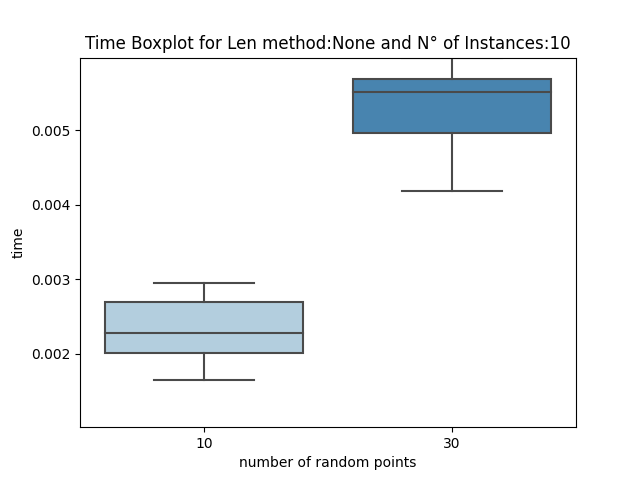 Time Boxplot for Len method:None and N° of Instances:10
0.005
0.004
0.003
0.002
time
10
30
number of random points